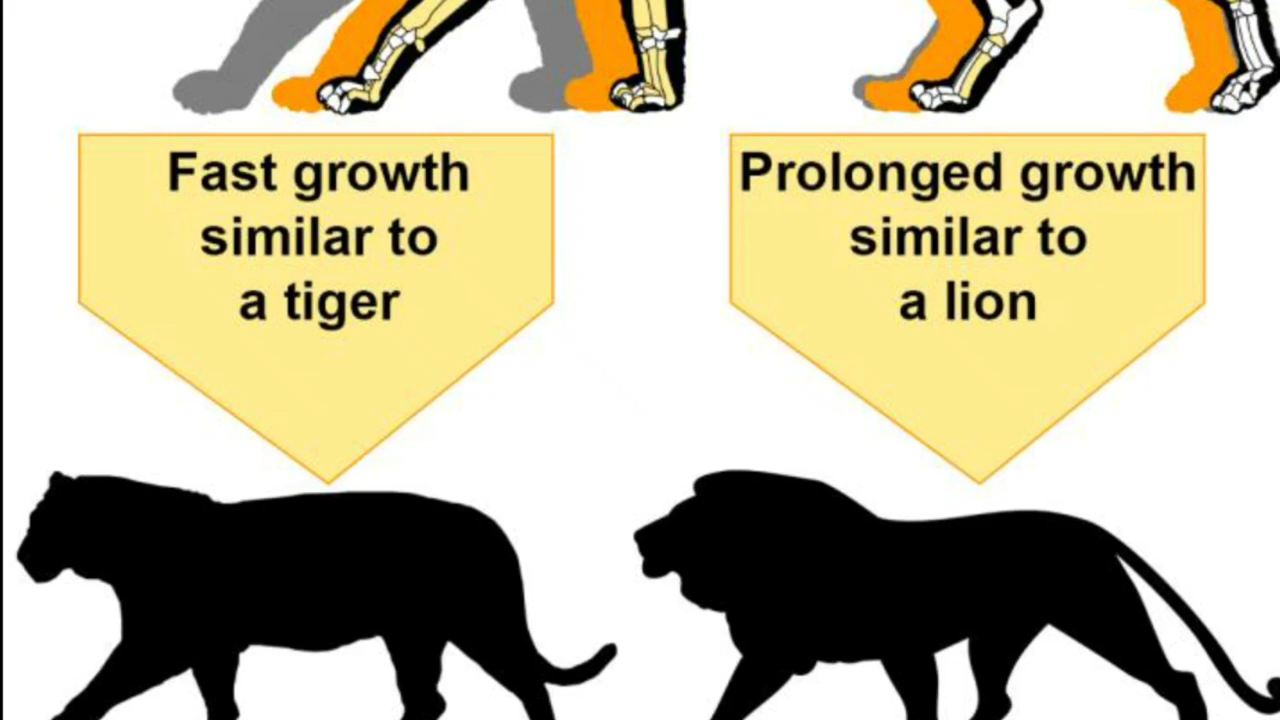 Fast growth
similar to
a tiger
Prolonged growth
similar to
a lion